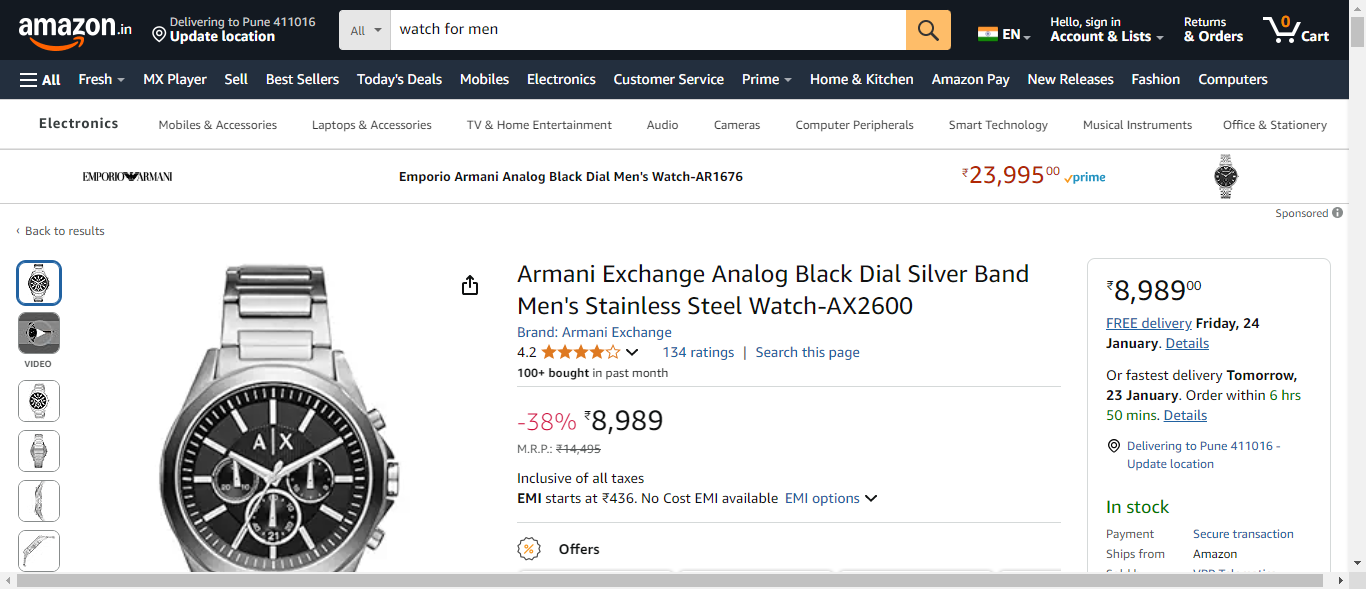 amazon.in
Delivering to Pune 411016
Update location
All
watch for men
EN
Hello, sign in
Account & Lists
Returns
& Orders
0
Cart
All Fresh MX Player Sell Best Sellers Today's Deals Mobiles Electronics Customer Service Prime Home & Kitchen Amazon Pay New Releases Fashion Computers
Electronics Mobiles & Accessories Laptops & Accessories TV & Home Entertainment Audio Cameras Computer Peripherals Smart Technology Musical Instruments Office & Stationery
EMPORIO ARMANI Emporio Armani Analog Black Dial Men's Watch-AR1676 ₹23,99500 prime
Sponsored
‹ Back to results
VIDEO
A|X
21
Armani Exchange Analog Black Dial Silver Band
Men's Stainless Steel Watch-AX2600
Brand: Armani Exchange
4.2 134 ratings | Search this page
100+ bought in past month
-38% ₹8,989
M.R.P.: ₹14,495
Inclusive of all taxes
EMI starts at ₹436. No Cost EMI available EMI options
Offers
₹8,98900
FREE delivery Friday, 24
January. Details
Or fastest delivery Tomorrow,
23 January. Order within 6 hrs
50 mins. Details
Delivering to Pune 411016 -
Update location
In stock
Payment Secure transaction
Ships from Amazon